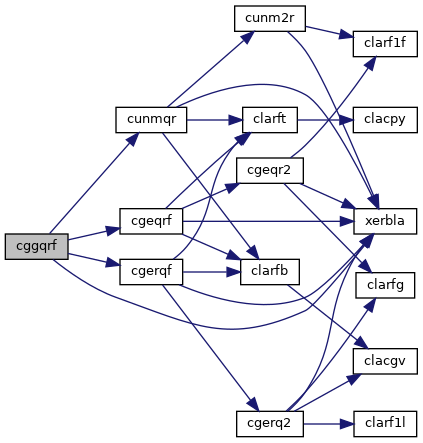 cunm2r
clarf1f
cunmqr
clarft
clacpy
cgeqr2
cgeqrf
xerbla
cggqrf
cgerqf
clarfb
clarfg
clacgv
cgerq2
clarf1l